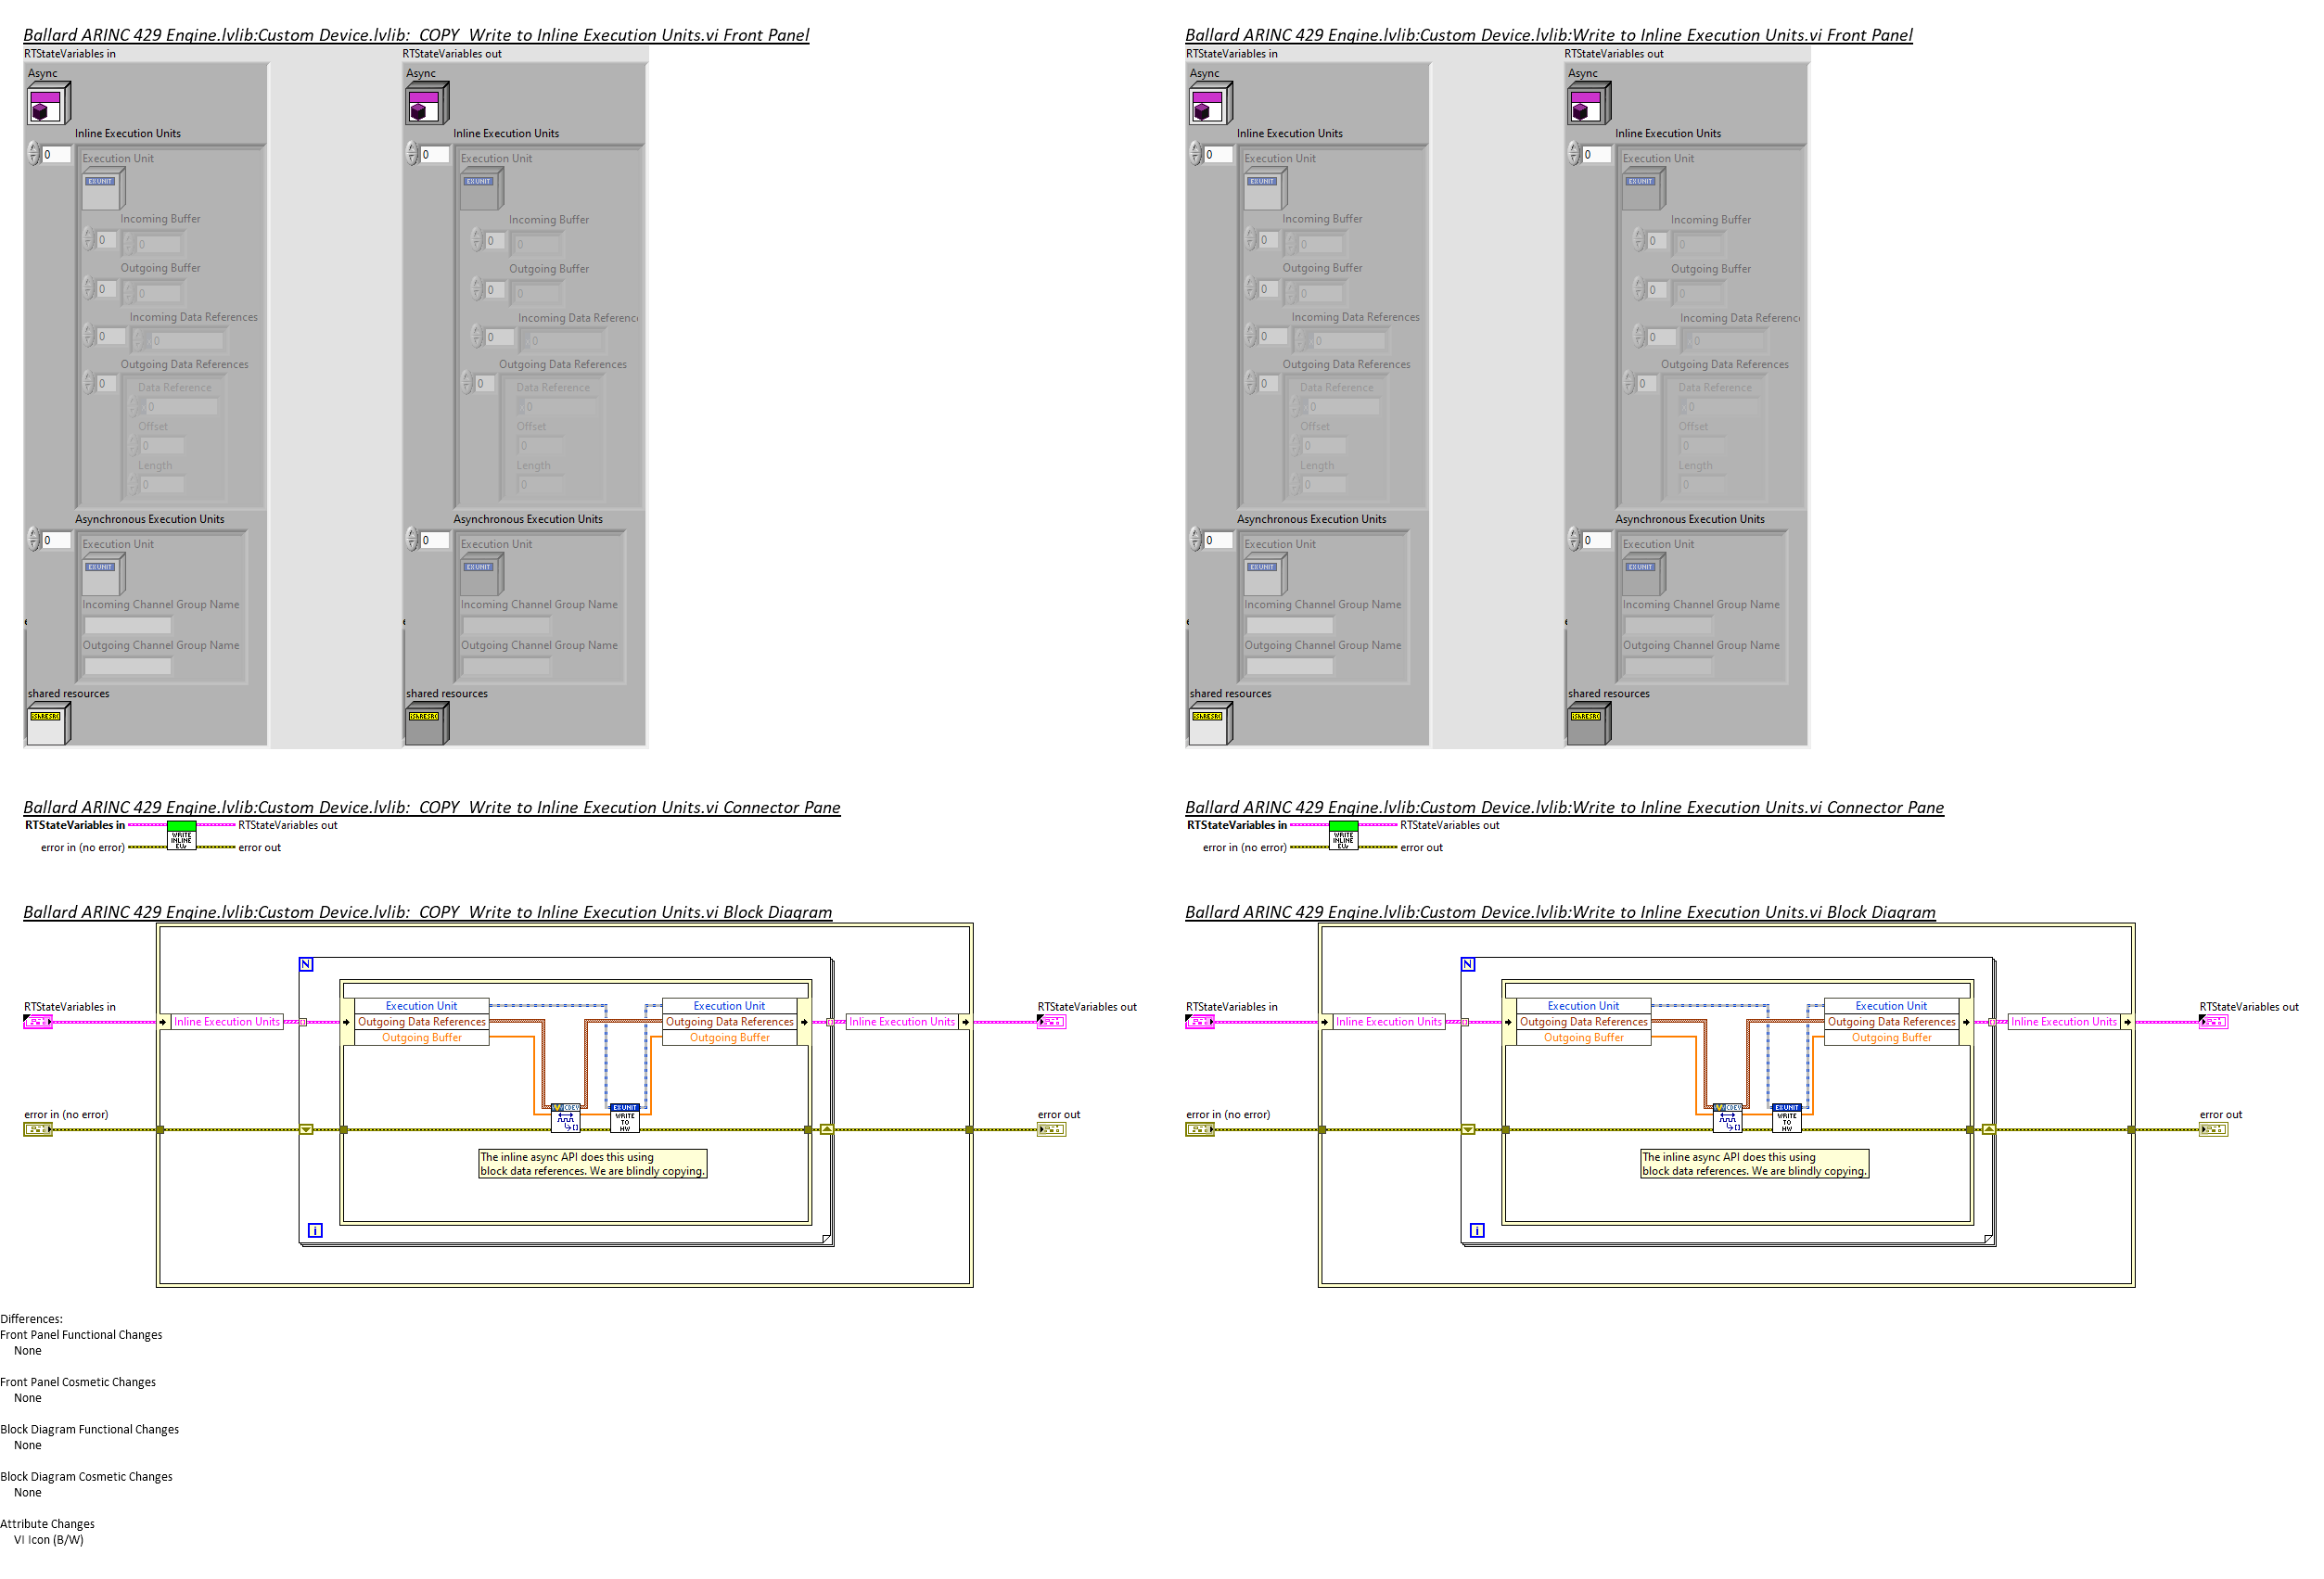 Ballard ARINC 429 Engine.lvlib:Custom Device.lvlib:  COPY  Write to Inline Execution Units.vi Front Panel
RTStateVariables in
RTStateVariables out
Async
Async
Inline Execution Units
Inline Execution Units
0
0
Execution Unit
Execution Unit
EXUNIT
EXUNIT
Incoming Buffer
Incoming Buffer
0
0
0
0
Outgoing Buffer
Outgoing Buffer
0
0
0
0
Incoming Data References
Incoming Data Referenc
0
0
0
0
Outgoing Data References
Outgoing Data References
0
0
Data Reference
Data Reference
0
0
Offset
Offset
0
0
Length
Length
0
0
Asynchronous Execution Units
Asynchronous Execution Units
0
0
Execution Unit
Execution Unit
EXUNIT
EXUNIT
Incoming Channel Group Name
Incoming Channel Group Name
Outgoing Channel Group Name
Outgoing Channel Group Name
shared resources
shared resources
Ballard ARINC 429 Engine.lvlib:Custom Device.lvlib:Write to Inline Execution Units.vi Front Panel
RTStateVariables in
RTStateVariables out
Async
Async
Inline Execution Units
Inline Execution Units
0
0
Execution Unit
Execution Unit
EXUNIT
EXUNIT
Incoming Buffer
Incoming Buffer
0
0
0
0
Outgoing Buffer
Outgoing Buffer
0
0
0
0
Incoming Data References
Incoming Data Referenc
0
0
0
0
Outgoing Data References
Outgoing Data References
0
0
Data Reference
Data Reference
0
0
Offset
Offset
0
0
Length
Length
0
0
Asynchronous Execution Units
Asynchronous Execution Units
0
0
Execution Unit
Execution Unit
EXUNIT
EXUNIT
Incoming Channel Group Name
Incoming Channel Group Name
Outgoing Channel Group Name
Outgoing Channel Group Name
shared resources
shared resources
Ballard ARINC 429 Engine.lvlib:Custom Device.lvlib:  COPY  Write to Inline Execution Units.vi Connector Pane
RTStateVariables in
RTStateVariables out
WRITE
INLINE
EUs
error in (no error)
error out
Ballard ARINC 429 Engine.lvlib:Custom Device.lvlib:Write to Inline Execution Units.vi Connector Pane
RTStateVariables in
RTStateVariables out
WRITE
INLINE
EUs
error in (no error)
error out
Ballard ARINC 429 Engine.lvlib:Custom Device.lvlib:  COPY  Write to Inline Execution Units.vi Block Diagram
N
RTStateVariables in
Execution Unit
Execution Unit
RTStateVariables out
Inline Execution Units
Outgoing Data References
Outgoing Data References
Inline Execution Units
Outgoing Buffer
Outgoing Buffer
error in (no error)
CDEV
EXUNIT
WRITE
TO
HW
error out
The inline async API does this using
block data references. We are blindly copying.
i
Ballard ARINC 429 Engine.lvlib:Custom Device.lvlib:Write to Inline Execution Units.vi Block Diagram
N
RTStateVariables in
Execution Unit
Execution Unit
RTStateVariables out
Inline Execution Units
Outgoing Data References
Outgoing Data References
Inline Execution Units
Outgoing Buffer
Outgoing Buffer
error in (no error)
CDEV
EXUNIT
WRITE
TO
HW
error out
The inline async API does this using
block data references. We are blindly copying.
i
Differences:
Front Panel Functional Changes
None
Front Panel Cosmetic Changes
None
Block Diagram Functional Changes
None
Block Diagram Cosmetic Changes
None
Attribute Changes
VI Icon (B/W)